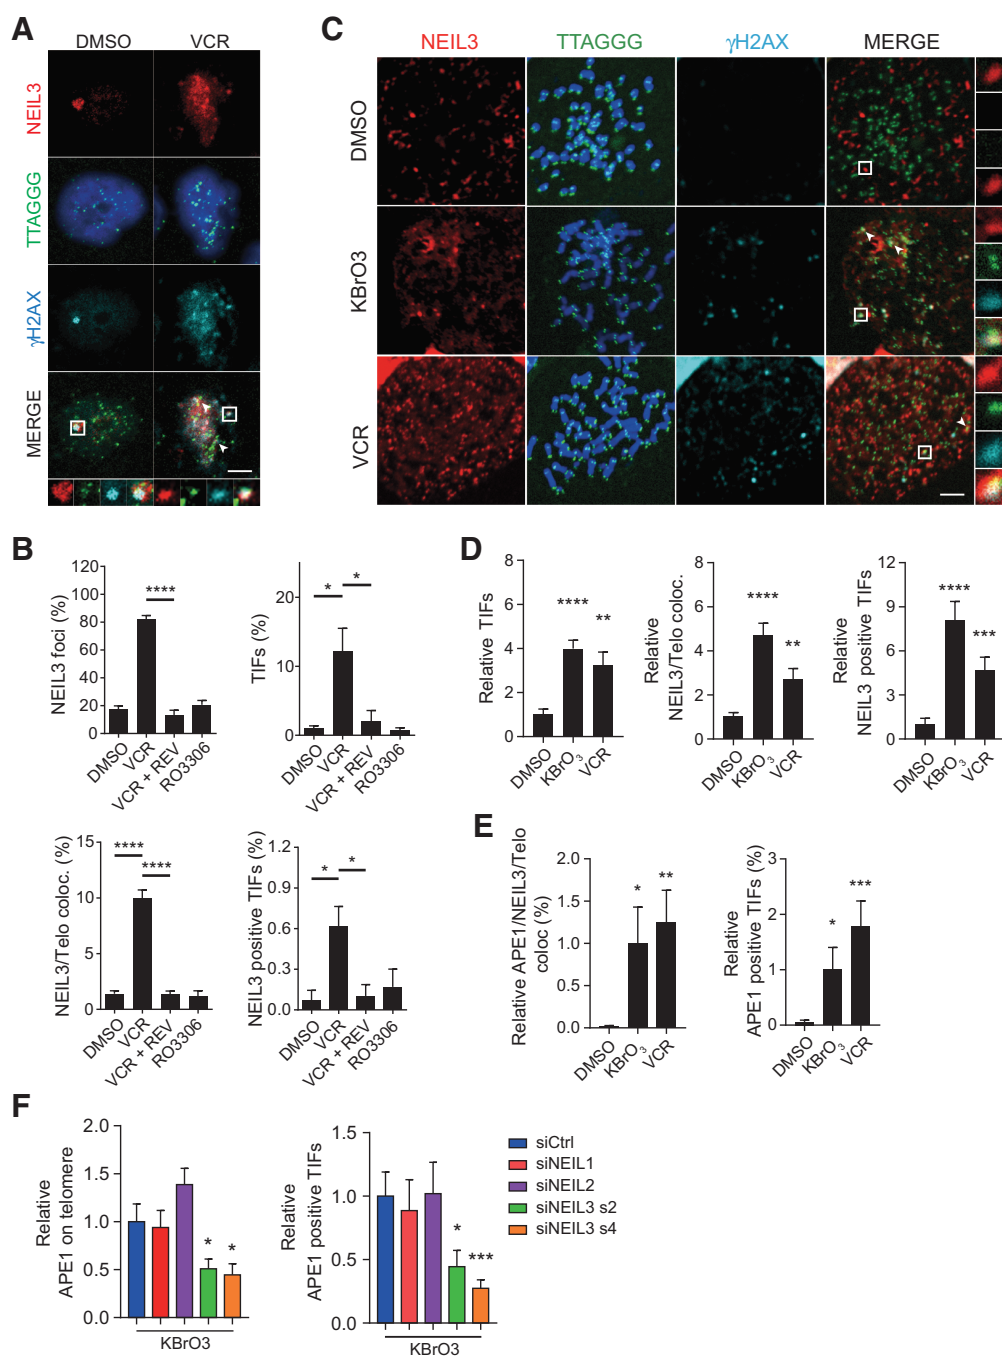 A
DMSO VCR
NEIL3
TTAGGG
γH2AX
MERGE
C
NEIL3 TTAGGG γH2AX MERGE
DMSO
KBrO3
VCR
B
NEIL3 foci (%)
120
100
80
60
40
20
0
****
DMSO
VCR
VCR + REV
RO3306
TIFs (%)
20
10
0
* *
DMSO
VCR
VCR + REV
RO3306
NEIL3/Telo coloc. (%)
15
10
5
0
****
****
DMSO
VCR
VCR + REV
RO3306
NEIL3 positive TIFs (%)
1.2
0.9
0.6
0.3
0.0
* *
DMSO
VCR
VCR + REV
RO3306
D
Relative TIFs
8
6
4
2
0
****
**
DMSO
KBrO3
VCR
Relative
NEIL3/Telo coloc.
10
8
6
4
2
0
****
**
DMSO
KBrO3
VCR
Relative
NEIL3 positive TIFs
12
9
6
3
0
****
***
DMSO
KBrO3
VCR
E
Relative APE1/NEIL3/Telo
coloc (%)
2.0
1.5
1.0
0.5
0.0
* **
DMSO
KBrO3
VCR
Relative
APE1 positive TIFs (%)
3
2
1
0
*
***
DMSO
KBrO3
VCR
F
Relative
APE1 on telomere
2.0
1.5
1.0
0.5
0.0
* *
KBrO3
Relative
APE1 positive TIFs
1.5
1.0
0.5
0.0
*
***
KBrO3
siCtrl
siNEIL1
siNEIL2
siNEIL3 s2
siNEIL3 s4